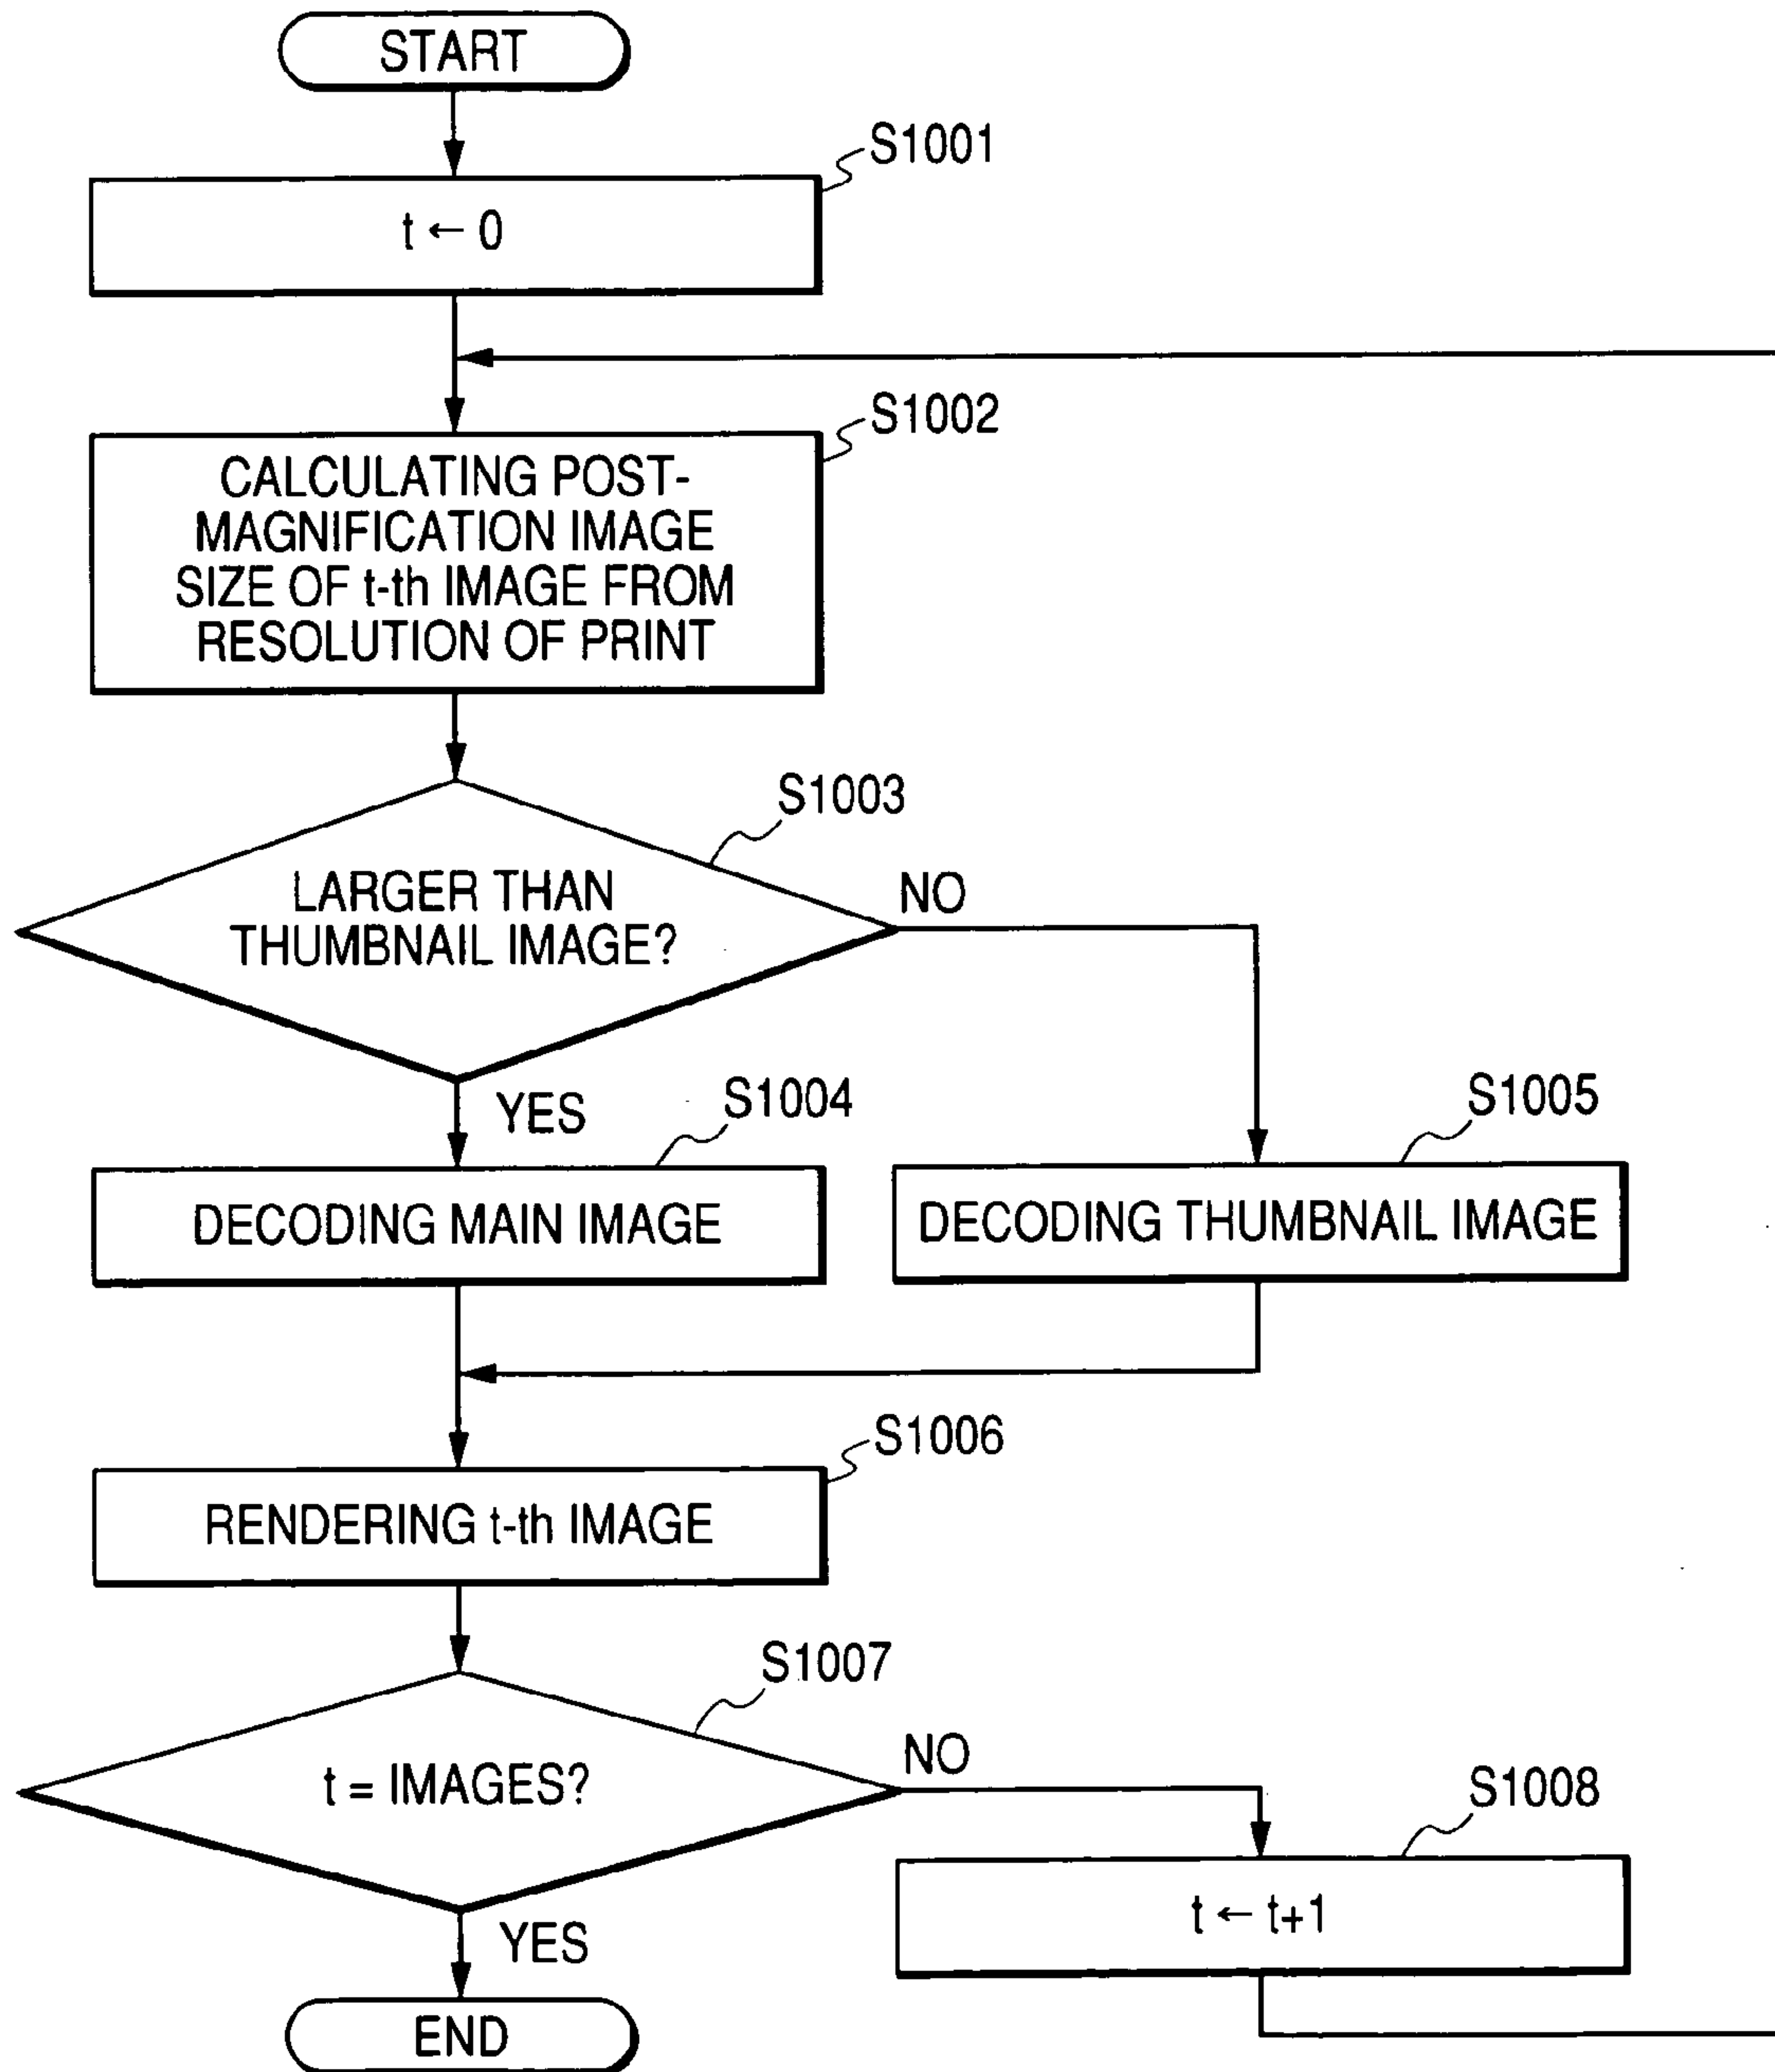 START
S1001
t ← 0
S1002
CALCULATING POST-
MAGNIFICATION IMAGE
SIZE OF t-th IMAGE FROM
RESOLUTION OF PRINT
S1003
LARGER THAN
THUMBNAIL IMAGE?
NO
YES
S1004
S1005
DECODING MAIN IMAGE
DECODING THUMBNAIL IMAGE
S1006
RENDERING t-th IMAGE
S1007
t = IMAGES?
NO
S1008
t ← t+1
YES
END